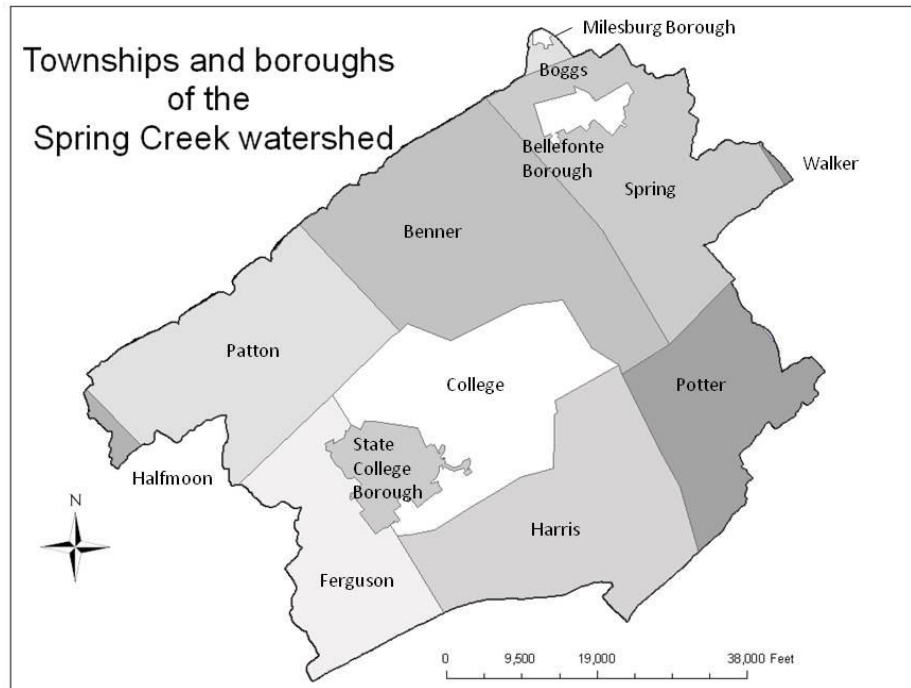 Townships and boroughs
of the
Spring Creek watershed
Milesburg Borough
Boggs
Bellefonte
Borough
Spring
Walker
Benner
Patton
College
Potter
State
College
Borough
Halfmoon
Harris
Ferguson
N
0 9,500 19,000 38,000 Feet